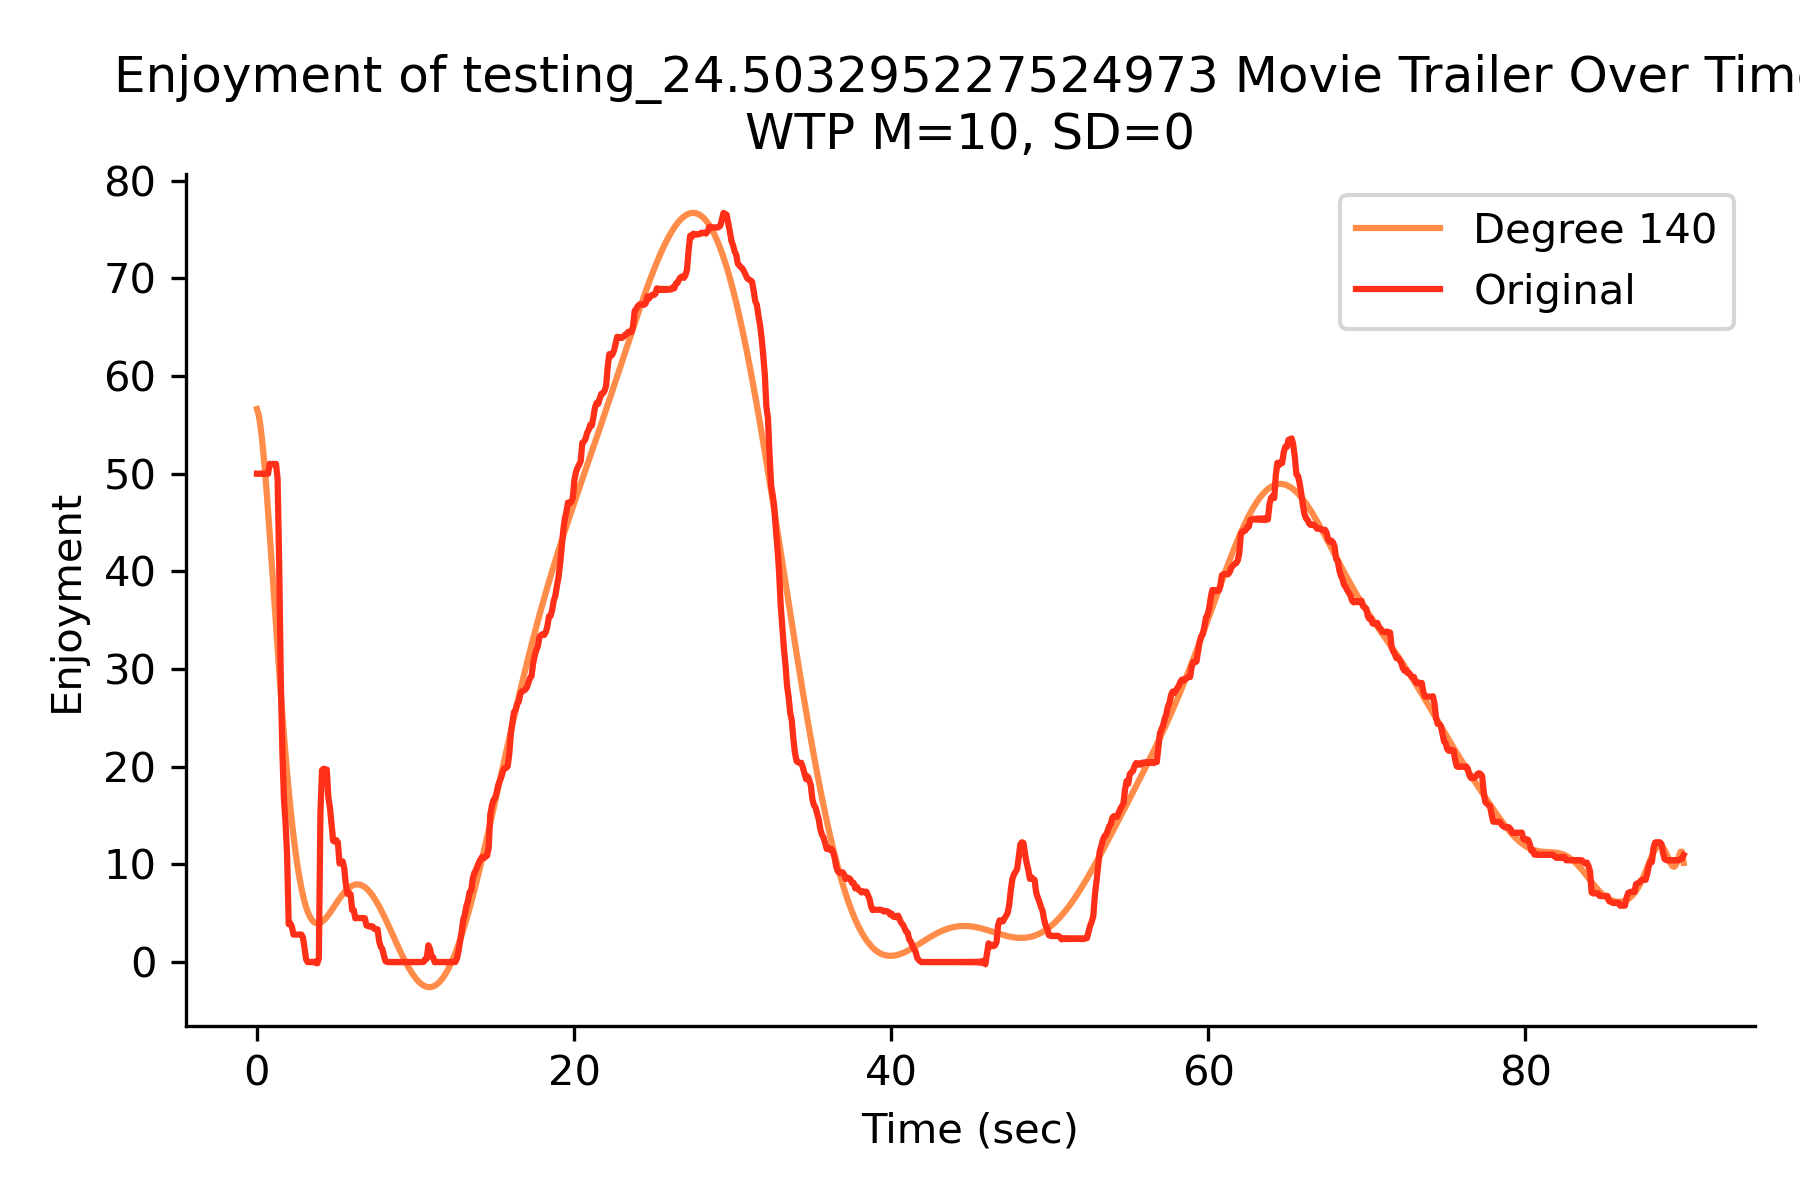 Enjoyment of testing_24.503295227524973 Movie Trailer Over
WTP M=10, SD=0
Degree 140
Original
Enjoyment
80
70
60
50
40
30
20
10
0
0 20 40 60 80
Time (sec)